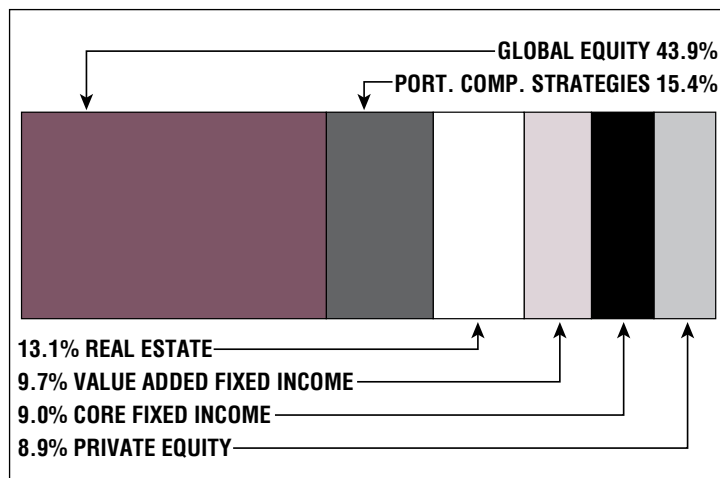 GLOBAL EQUITY 43.9%
PORT. COMP. STRATEGIES 15.4%
13.1% REAL ESTATE
9.7% VALUE ADDED FIXED INCOME
9.0% CORE FIXED INCOME
8.9% PRIVATE EQUITY